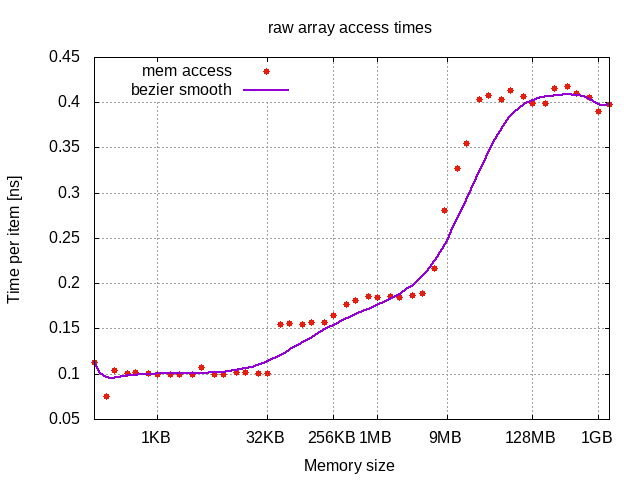 raw array access times
mem access
bezier smooth
Time per item [ns]
0.45
0.4
0.35
0.3
0.25
0.2
0.15
0.1
0.05
1KB 32KB 256KB 1MB 9MB 128MB 1GB
Memory size